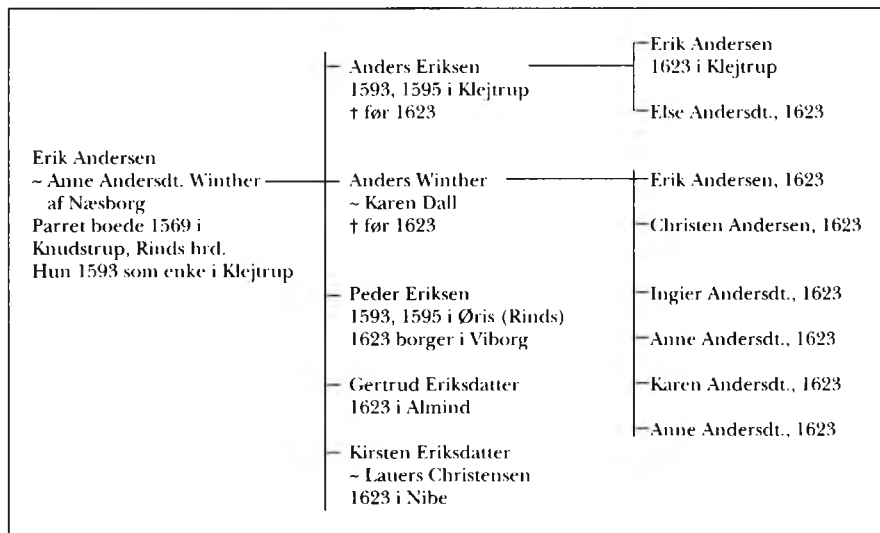 Erik Andersen
~ Anne Andersdt. Winther
af Næsborg
Parret boede 1569 i
Knudstrup, Rinds hrd.
Hun 1593 som enke i Klejtrup
Anders Eriksen
1593, 1595 i Klejtrup
† før 1623
Anders Winther
~ Karen Dall
† før 1623
Peder Eriksen
1593, 1595 i Øris (Rinds)
1623 borger i Viborg
Gertrud Eriksdatter
1623 i Almind
Kirsten Eriksdatter
~ Lauers Christensen
1623 i Nibe
Erik Andersen
1623 i Klejtrup
Else Andersdt., 1623
Erik Andersen, 1623
Christen Andersen, 1623
Ingier Andersdt., 1623
Anne Andersdt., 1623
Karen Andersdt., 1623
Anne Andersdt., 1623